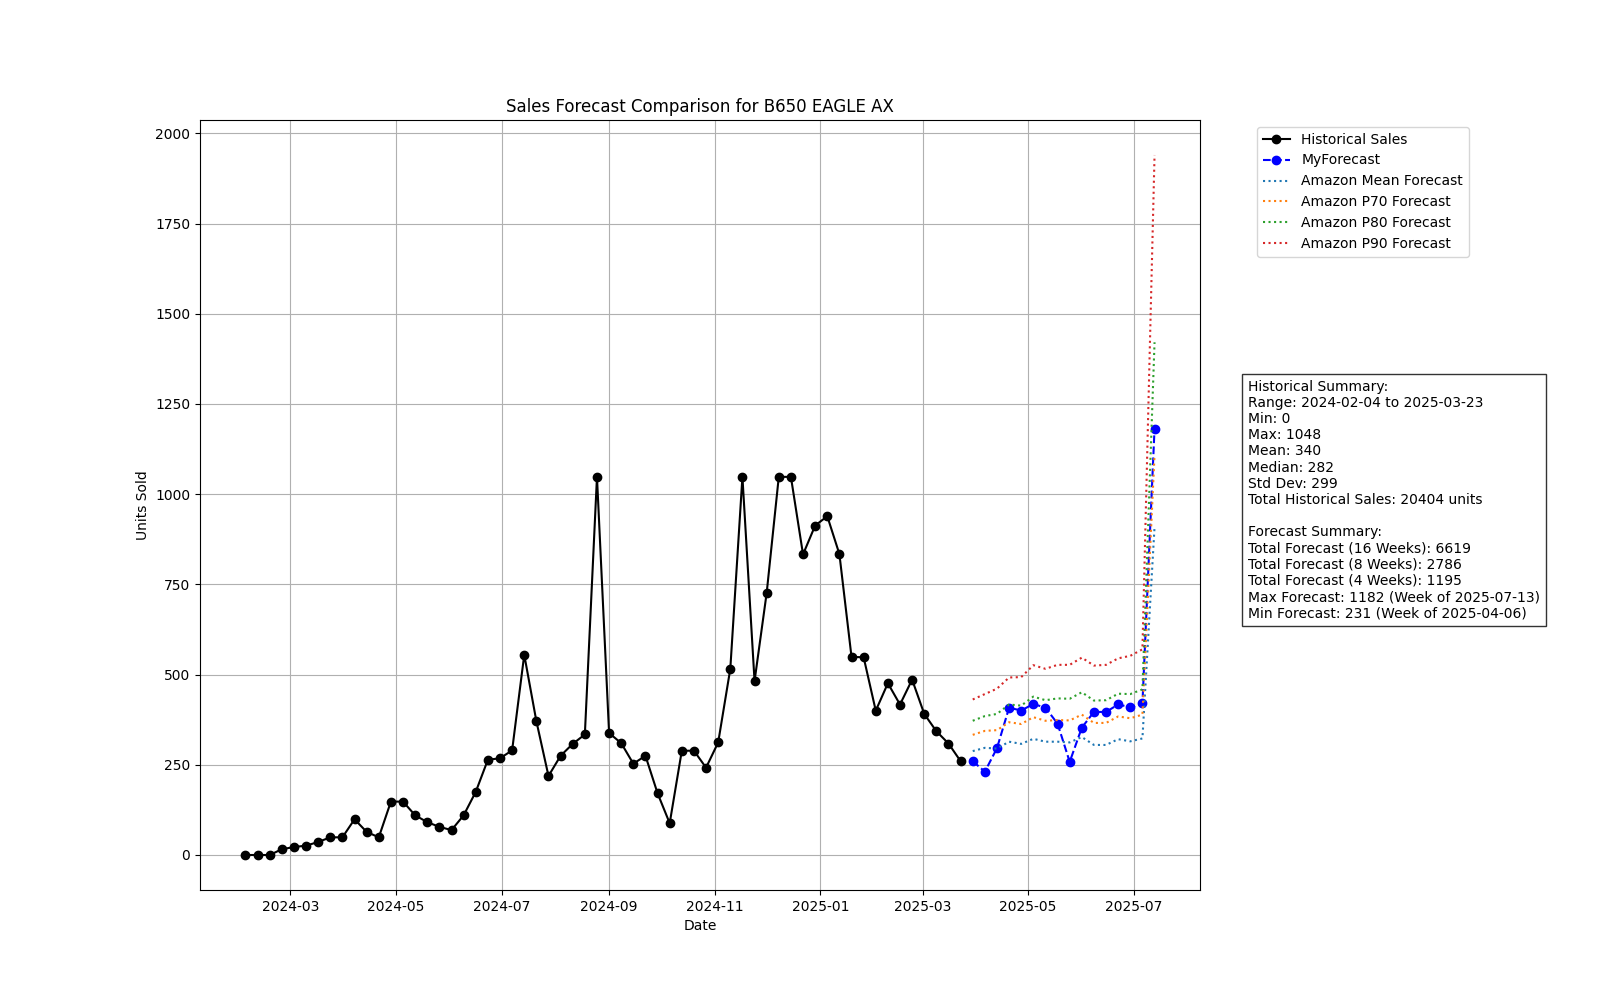 Sales Forecast Comparison for B650 EAGLE AX
2000
1750
1500
1250
1000
750
500
250
0
Units Sold
2024-03
2024-05
2024-07
2024-09
2024-11
2025-01
2025-03
2025-05
2025-07
Date
Historical Sales
MyForecast
Amazon Mean Forecast
Amazon P70 Forecast
Amazon P80 Forecast
Amazon P90 Forecast
Historical Summary:
Range: 2024-02-04 to 2025-03-23
Min: 0
Max: 1048
Mean: 340
Median: 282
Std Dev: 299
Total Historical Sales: 20404 units
Forecast Summary:
Total Forecast (16 Weeks): 6619
Total Forecast (8 Weeks): 2786
Total Forecast (4 Weeks): 1195
Max Forecast: 1182 (Week of 2025-07-13)
Min Forecast: 231 (Week of 2025-04-06)